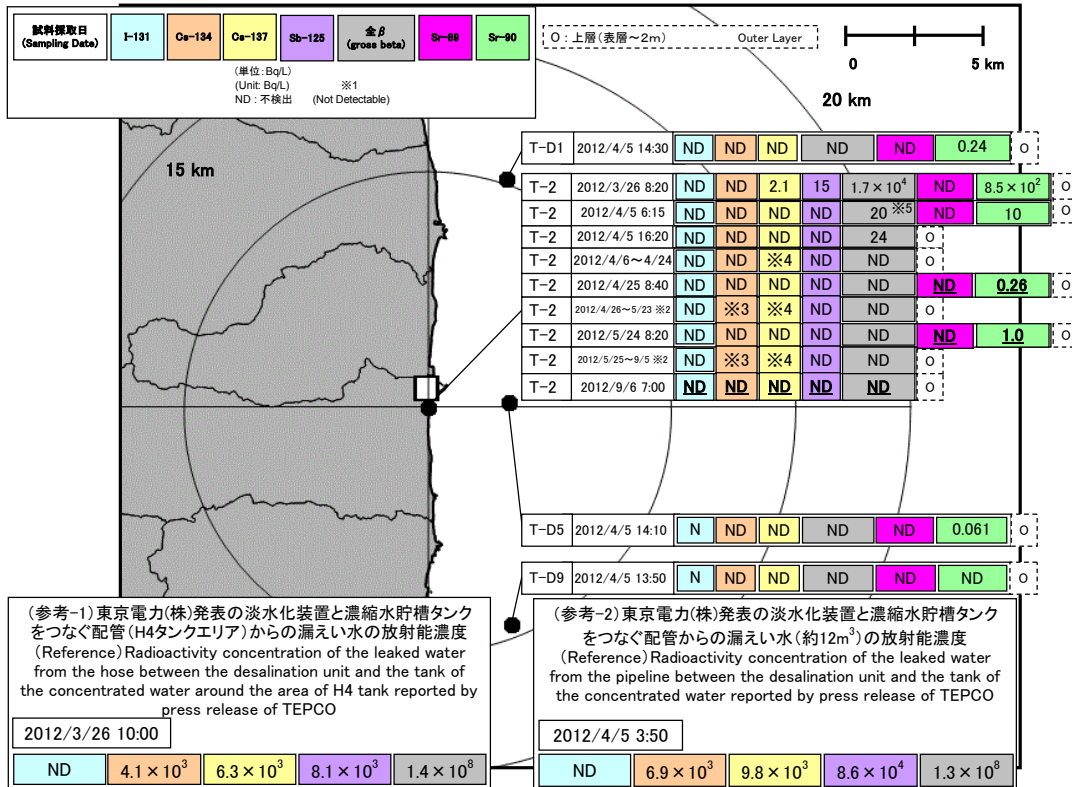 試料採取日 (Sampling Date) I-131 Cs-134 Cs-137 Sb-125 全β (gross beta) Sr-89 Sr-90
(単位:Bq/L)
(Unit: Bq/L) ※1
ND : 不検出 (Not Detectable)
O : 上層(表層~2m) Outer Layer
0 5 km
20 km
15 km
T-D1 2012/4/5 14:30 ND ND ND ND ND 0.24 O
T-2 2012/3/26 8:20 ND ND 2.1 15 1.7×10⁴ ND 8.5×10² O
T-2 2012/4/5 6:15 ND ND ND ND 20 ※5 ND 10 O
T-2 2012/4/5 16:20 ND ND ND ND 24 O
T-2 2012/4/6~4/24 ND ND ※4 ND ND O
T-2 2012/4/25 8:40 ND ND ND ND ND ND 0.26 O
T-2 2012/4/26~5/23 ※2 ND ※3 ※4 ND ND O
T-2 2012/5/24 8:20 ND ND ND ND ND ND 1.0 O
T-2 2012/5/25~9/5 ※2 ND ※3 ※4 ND ND O
T-2 2012/9/6 7:00 ND ND ND ND ND O
T-D5 2012/4/5 14:10 N ND ND ND ND 0.061 O
T-D9 2012/4/5 13:50 N ND ND ND ND ND O
(参考-1)東京電力(株)発表の淡水化装置と濃縮水貯槽タンク
をつなぐ配管(H4タンクエリア)からの漏えい水の放射能濃度
(Reference)Radioactivity concentration of the leaked water
from the hose between the desalination unit and the tank of
the concentrated water around the area of H4 tank reported by
press release of TEPCO
2012/3/26 10:00
ND 4.1×10³ 6.3×10³ 8.1×10³ 1.4×10⁸
(参考-2)東京電力(株)発表の淡水化装置と濃縮水貯槽タンク
をつなぐ配管からの漏えい水(約12m³)の放射能濃度
(Reference)Radioactivity concentration of the leaked water
from the pipeline between the desalination unit and the tank of
the concentrated water reported by press release of TEPCO
2012/4/5 3:50
ND 6.9×10³ 9.8×10³ 8.6×10⁴ 1.3×10⁸